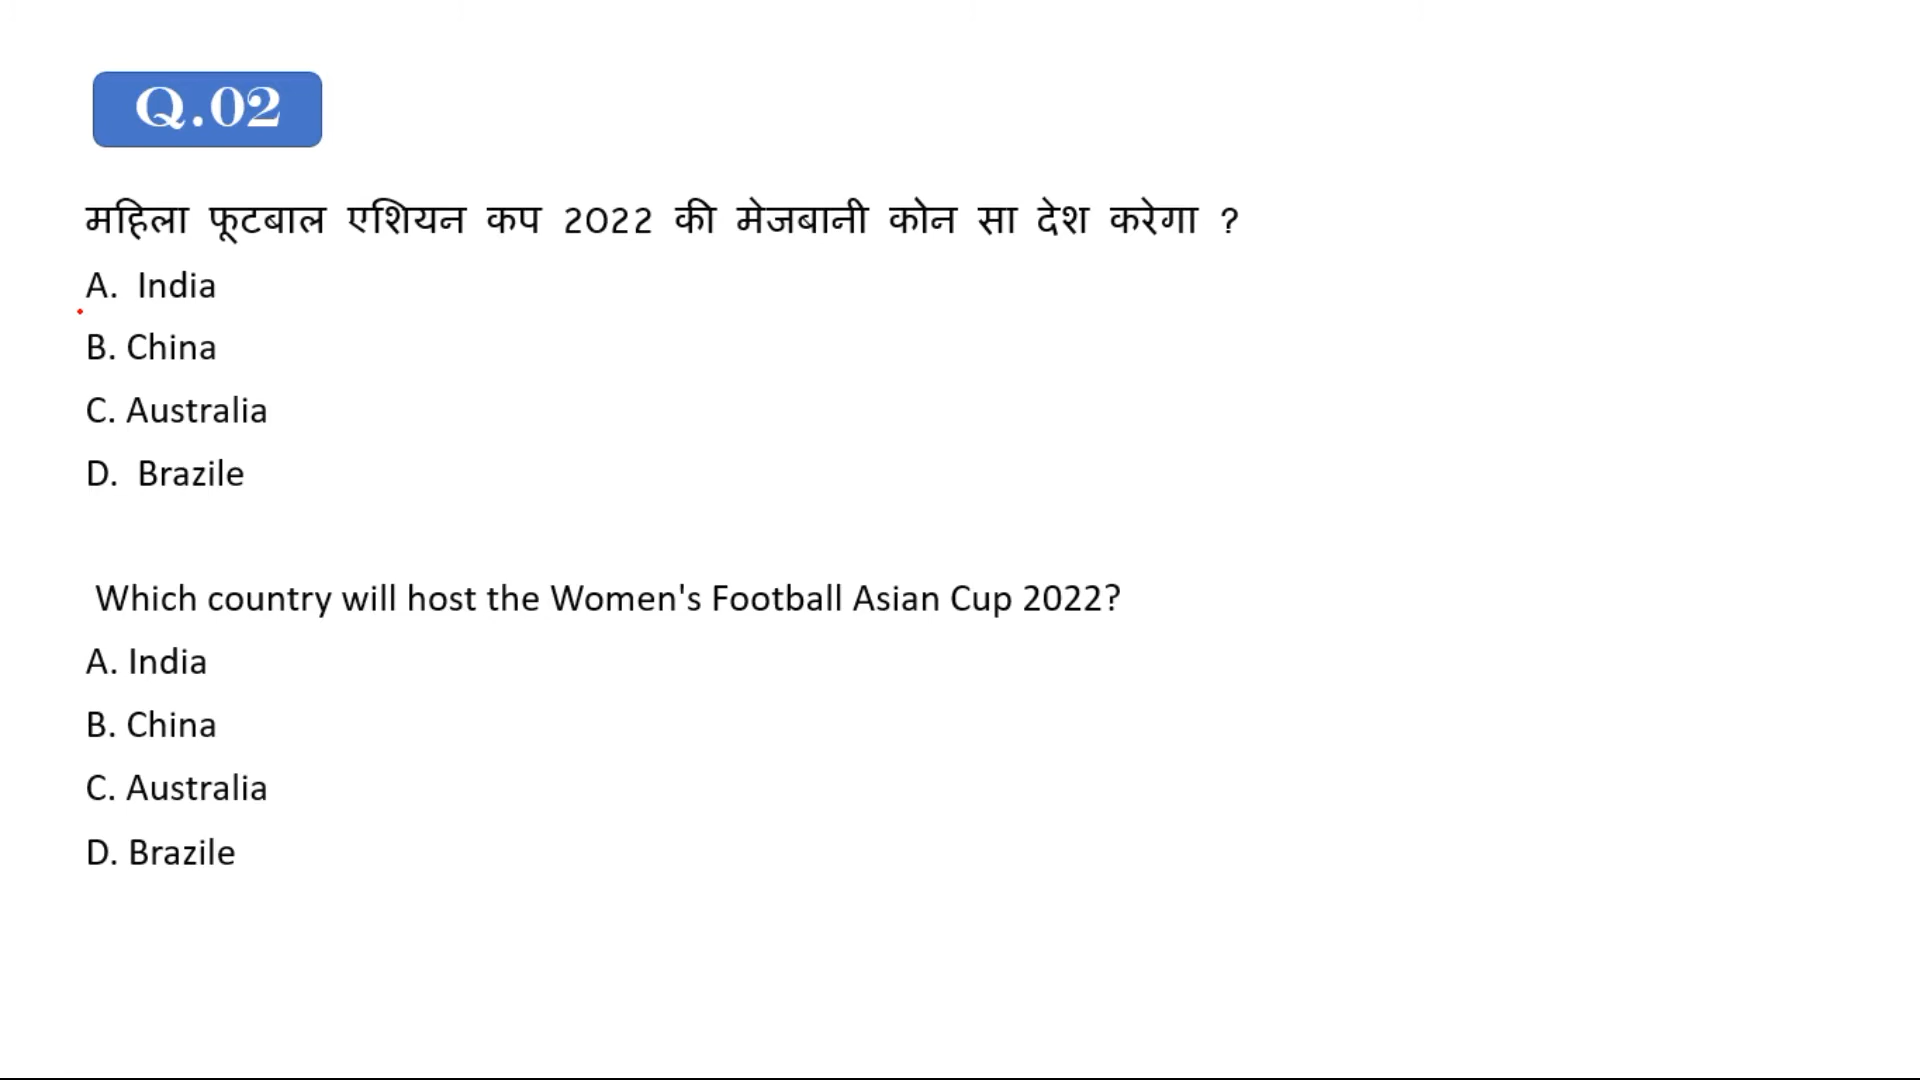 Q.02
महिला फूटबाल एशियन कप 2022 की मेजबानी कोन सा देश करेगा ?
A. India
B. China
C. Australia
D. Brazile
Which country will host the Women's Football Asian Cup 2022?
A. India
B. China
C. Australia
D. Brazile